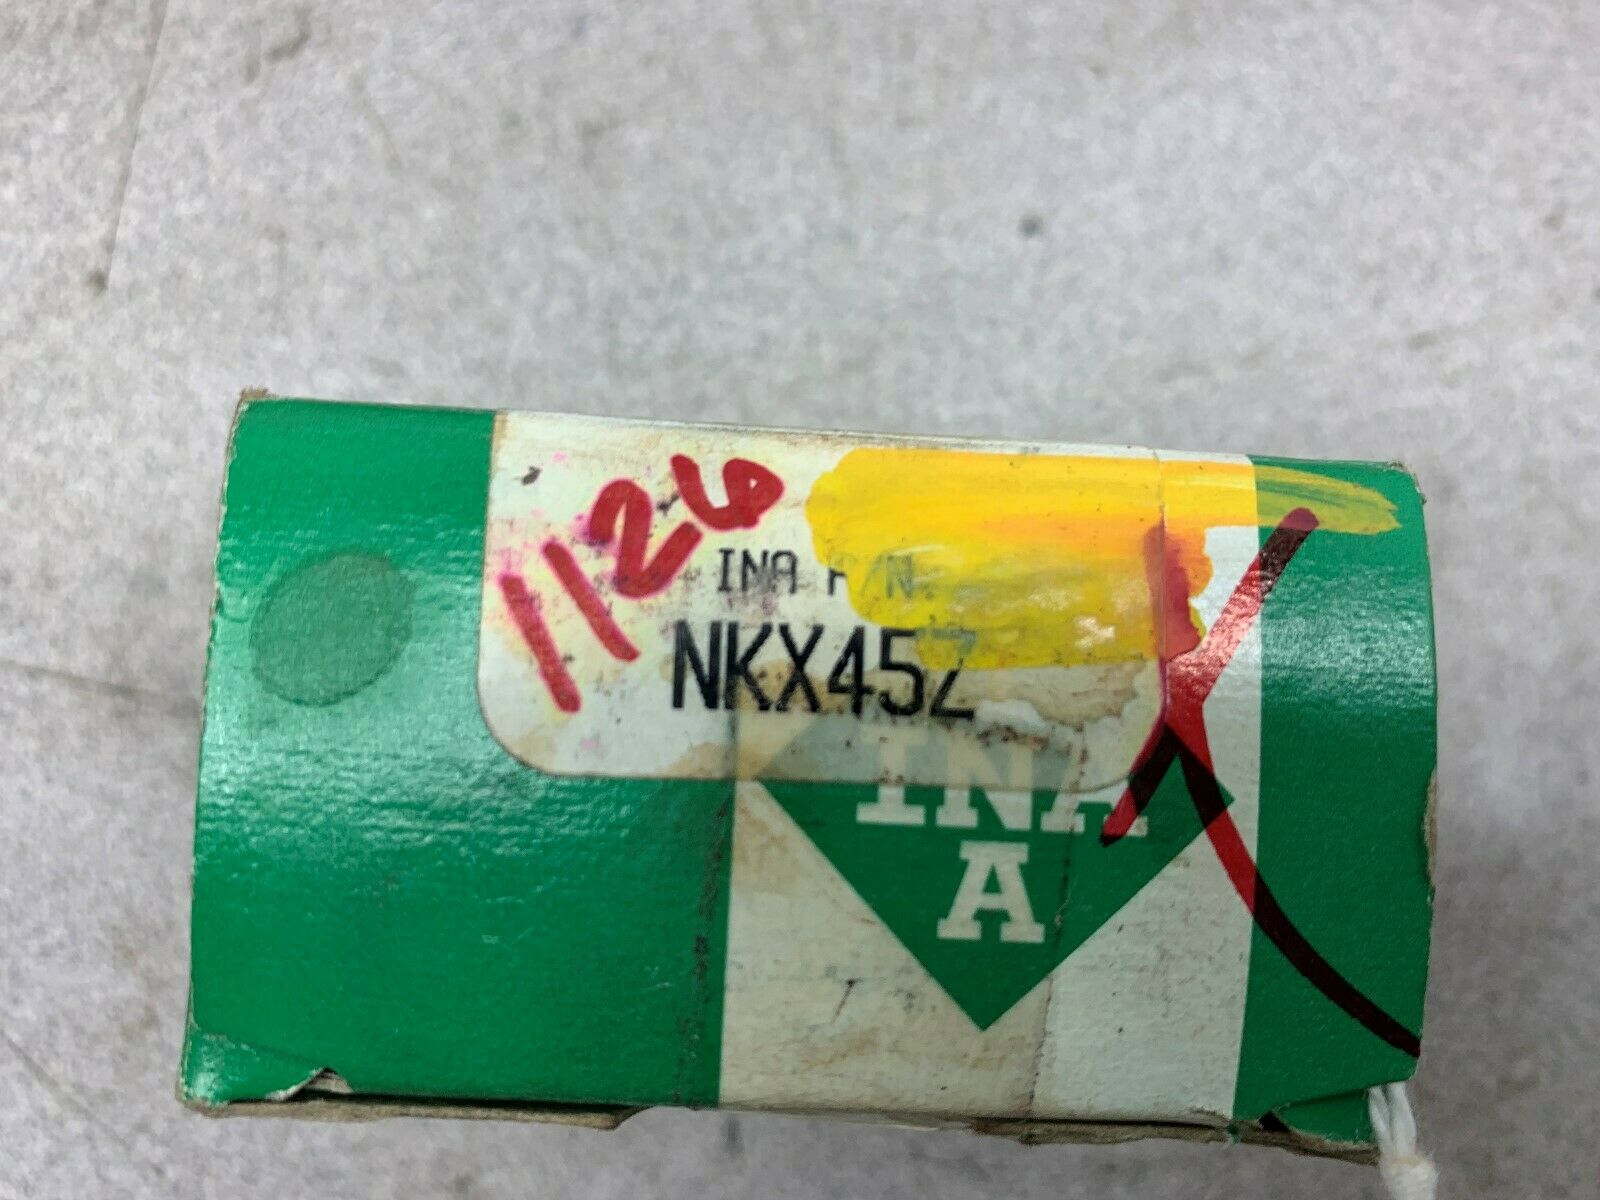 1126
INA P/N:
NKX45Z
INA
A
X